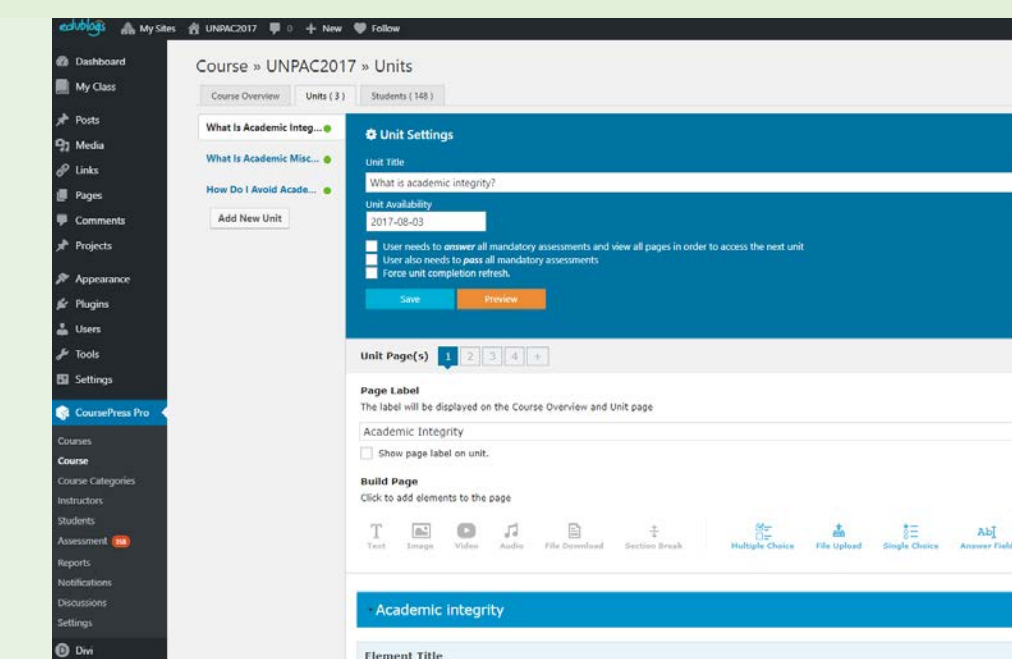 edublogs My Sites UNPAC2017 0 + New Follow
Dashboard
My Class
Posts
Media
Links
Pages
Comments
Projects
Appearance
Plugins
Users
Tools
Settings
CoursePress Pro
Courses
Course
Course Categories
Instructors
Students
Assessment
Reports
Notifications
Discussions
Settings
Divi
Course » UNPAC2017 » Units
Course Overview Units ( 3 ) Students ( 148 )
What Is Academic Integ...
What Is Academic Misc...
How Do I Avoid Acade...
Add New Unit
Unit Settings
Unit Title
What is academic integrity?
Unit Availability
2017-08-03
User needs to answer all mandatory assessments and view all pages in order to access the next unit
User also needs to pass all mandatory assessments
Force unit completion refresh.
Save Preview
Unit Page(s) 1 2 3 4 +
Page Label
The label will be displayed on the Course Overview and Unit page
Academic Integrity
Show page label on unit.
Build Page
Click to add elements to the page
Text Image Video Audio File Download Section Break Multiple Choice File Upload Single Choice Answer Field
Academic integrity
Element Title